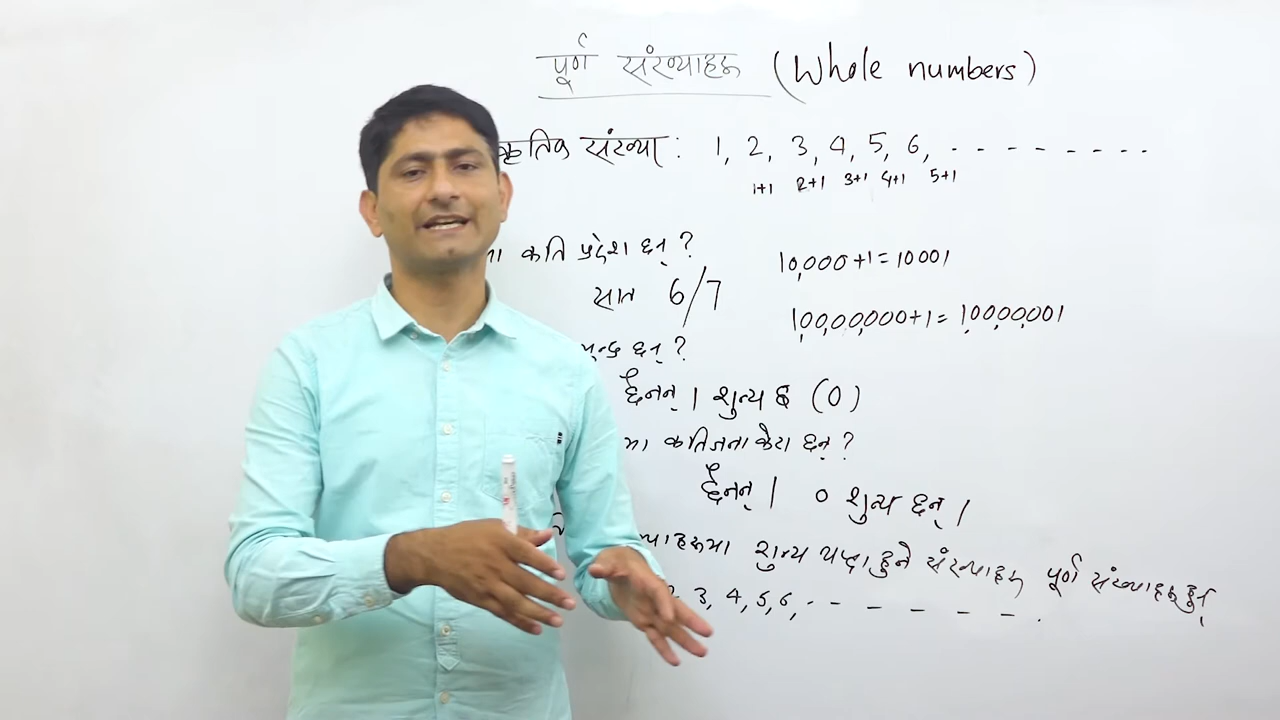 पूर्ण संख्याहरू (Whole numbers)
कृतिक संख्या : 1, 2, 3, 4, 5, 6, - - - - - - - -
1+1 2+1 3+1 4+1 5+1
मा कति प्रदेश छन् ?
सात 6/7
10,000+1=10001
1,00,00,000+1=1,00,00,001
छन् ?
छैनन् । शुन्य छ (0)
मा कतिजना केटा छन् ?
छैनन् । 0 शुन्य छन् ।
शुन्य थप्दा हुने संख्याहरू पूर्ण संख्याहरू हुन्
2, 3, 4, 5, 6, - - - - - - .